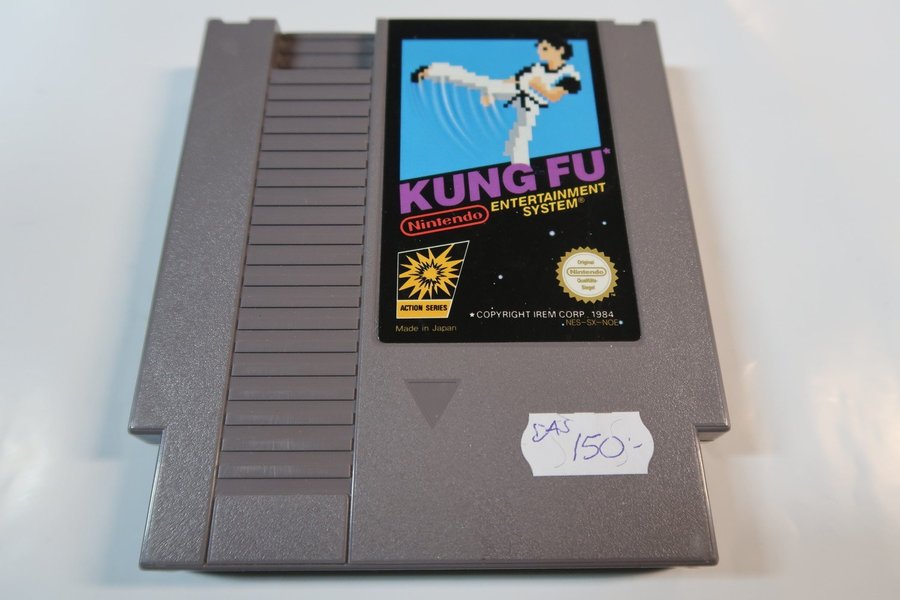 KUNG FU*
Nintendo ENTERTAINMENT
SYSTEM®
ACTION SERIES
Original
Nintendo
Qualitäts-
Siegel
Made in Japan
*COPYRIGHT IREM CORP. 1984
NES-SX-NOE
DAS
150:-